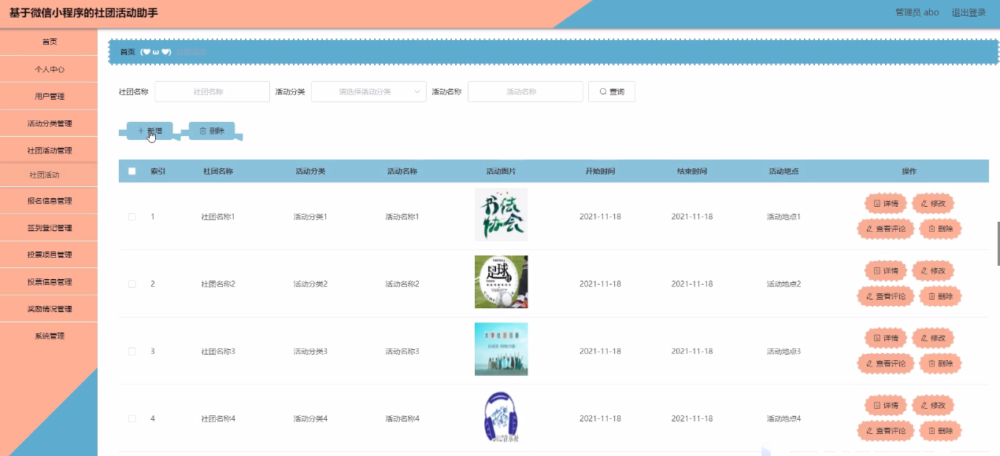 基于微信小程序的社团活动助手
管理员 abo 退出登录
首页
个人中心
用户管理
活动分类管理
社团活动管理
社团活动
报名信息管理
签到登记管理
投票项目管理
投票信息管理
奖励情况管理
系统管理
首页 (♥ ω ♥) 社团活动
社团名称 社团名称 活动分类 请选择活动分类 活动名称 活动名称 查询
新增 删除
索引 社团名称 活动分类 活动名称 活动图片 开始时间 结束时间 活动地点 操作
1 社团名称1 活动分类1 活动名称1 书法协会 2021-11-18 2021-11-18 活动地点1 详情 修改
查看评论 删除
2 社团名称2 活动分类2 活动名称2 足球 2021-11-18 2021-11-18 活动地点2 详情 修改
查看评论 删除
3 社团名称3 活动分类3 活动名称3 2021-11-18 2021-11-18 活动地点3 详情 修改
查看评论 删除
4 社团名称4 活动分类4 活动名称4 2021-11-18 2021-11-18 活动地点4 详情 修改
查看评论 删除